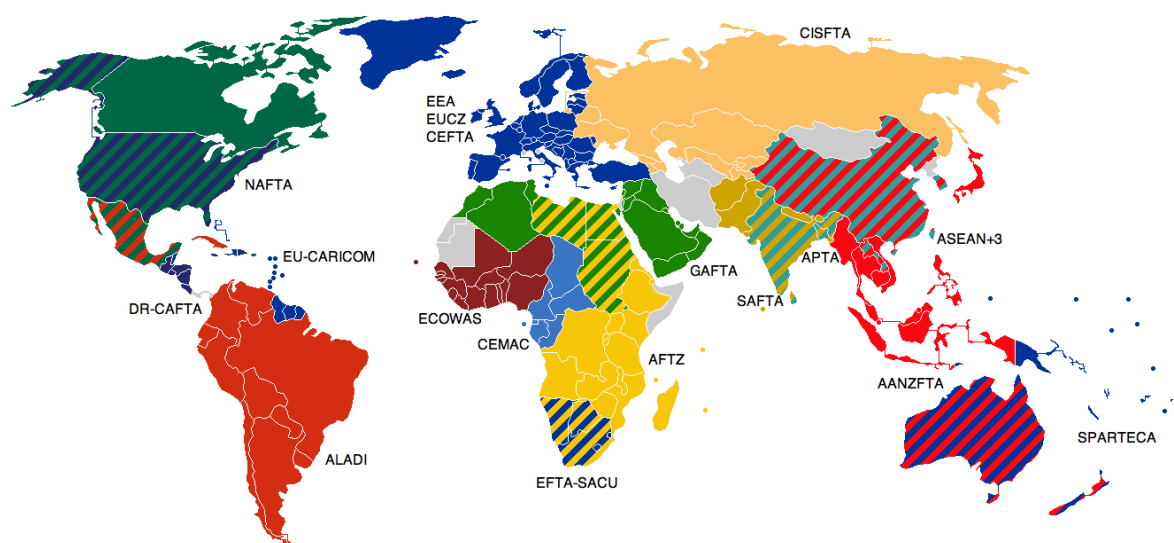 CISFTA
EEA
EUCZ
CEFTA
NAFTA
ASEAN+3
EU-CARICOM
APTA
GAFTA
DR-CAFTA
SAFTA
ECOWAS
CEMAC
AFTZ
AANZFTA
SPARTECA
ALADI
EFTA-SACU